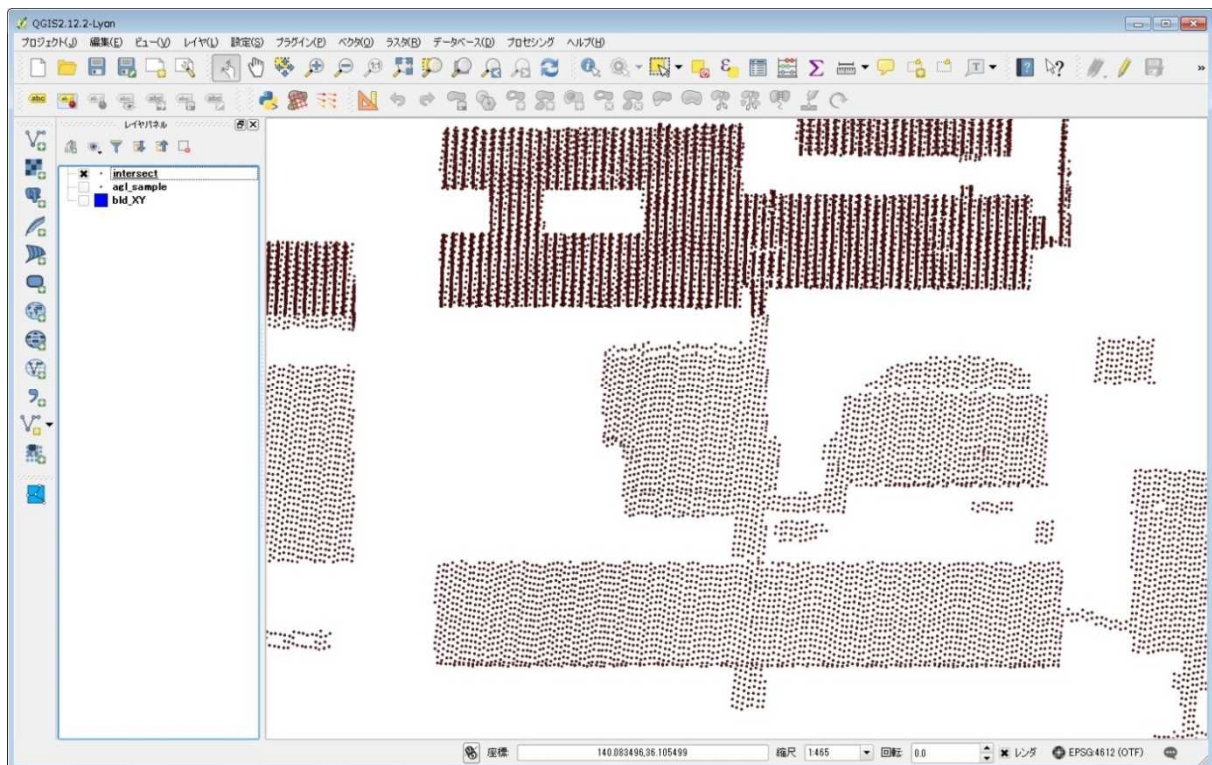 QGIS2.12.2-Lyon
プロジェクト(J) 編集(E) ビュー(V) レイヤ(L) 設定(S) プラグイン(P) ベクタ(O) ラスタ(R) データベース(D) プロセシング ヘルプ(H)
レイヤパネル
intersect
agl_sample
bld_XY
座標: 140.083496,36.105499 縮尺 1:465 回転: 0.0 レンダ EPSG:4612 (OTF)